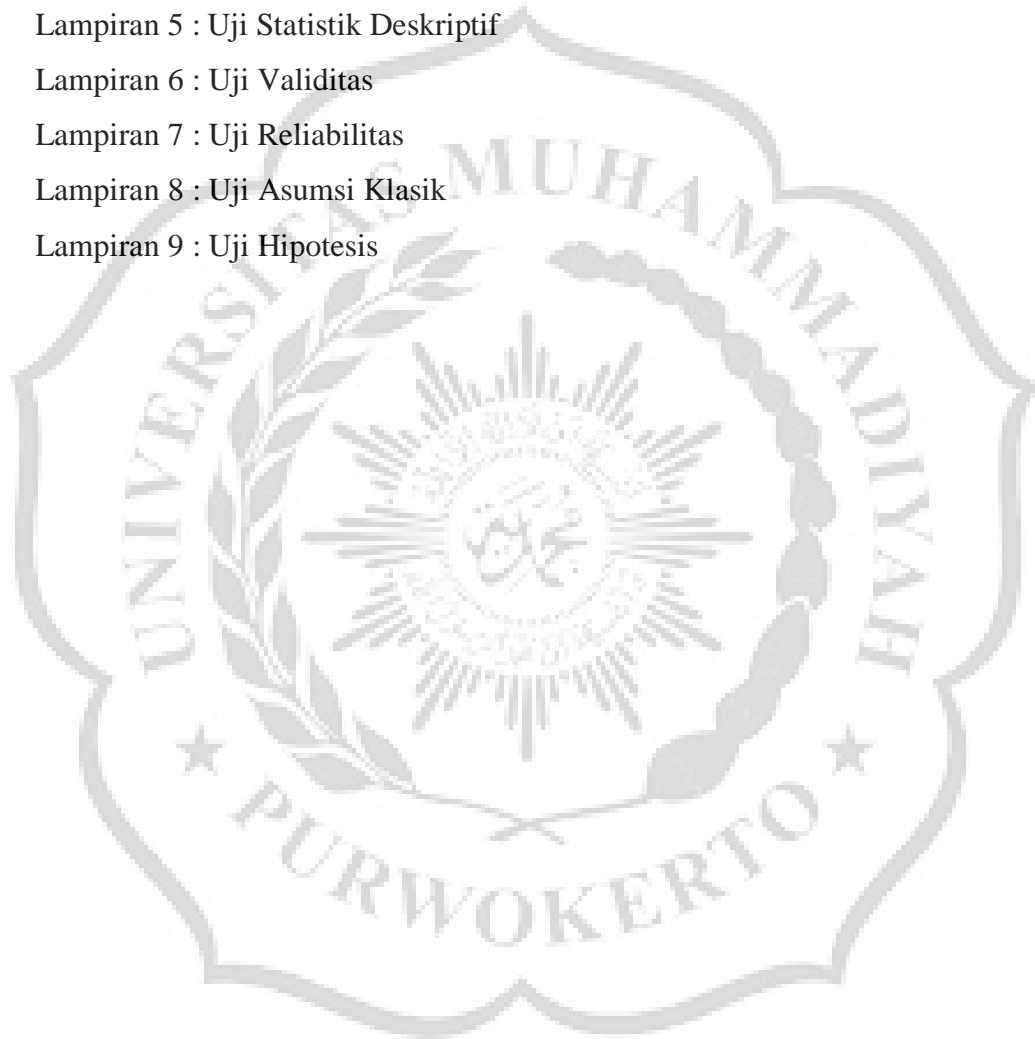 Lampiran 5 : Uji Statistik Deskriptif
Lampiran 6 : Uji Validitas
Lampiran 7 : Uji Reliabilitas
Lampiran 8 : Uji Asumsi Klasik
Lampiran 9 : Uji Hipotesis
UNIVERSITAS MUHAMMADIYAH
PURWOKERTO